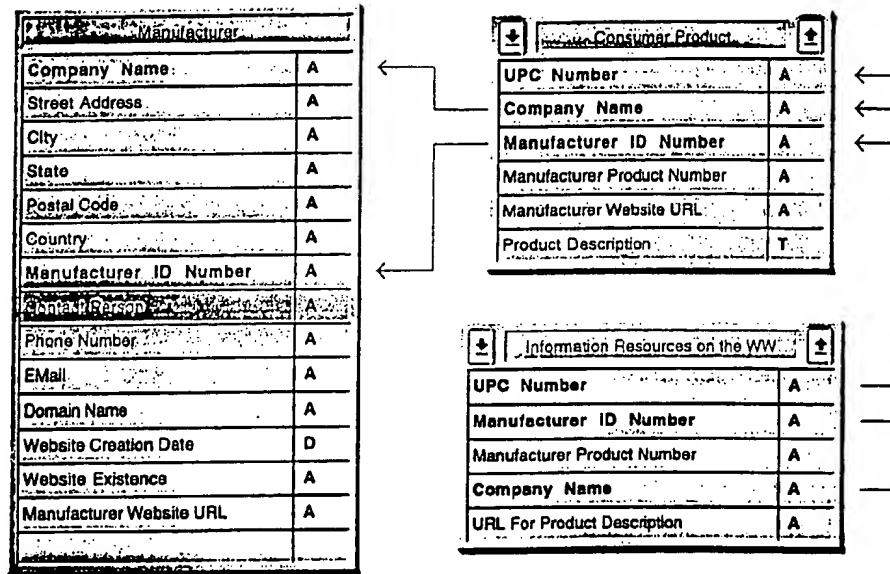 Manufacturer
Company Name: A
Street Address A
City A
State A
Postal Code A
Country A
Manufacturer ID Number A
Contact Person A
Phone Number A
EMail A
Domain Name A
Website Creation Date D
Website Existence A
Manufacturer Website URL A
Consumar Product
UPC Number A
Company Name A
Manufacturer ID Number A
Manufacturer Product Number A
Manufacturer Website URL A
Product Description T
Information Resources on the WW
UPC Number A
Manufacturer ID Number A
Manufacturer Product Number A
Company Name A
URL For Product Description A